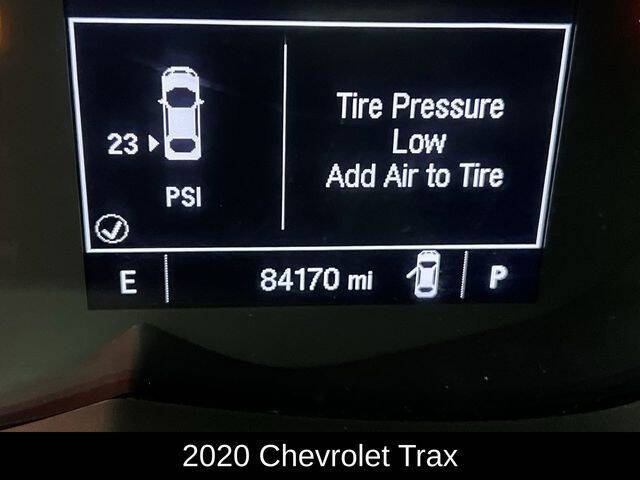 Tire Pressure
Low
Add Air to Tire
23
PSI
E
84170 mi
P
2020 Chevrolet Trax